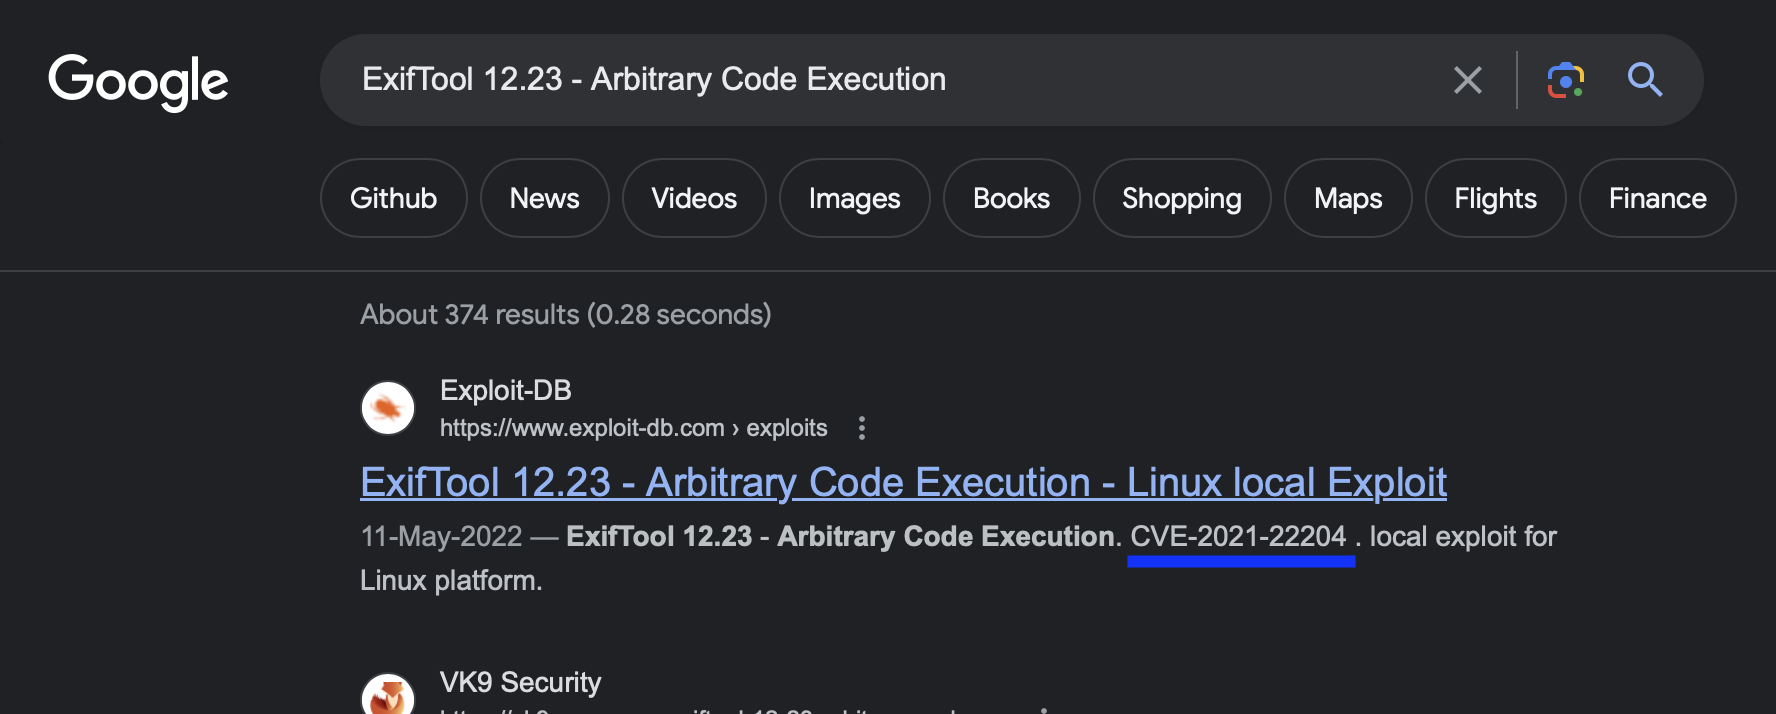 Google
ExifTool 12.23 - Arbitrary Code Execution
Github News Videos Images Books Shopping Maps Flights Finance
About 374 results (0.28 seconds)
Exploit-DB
https://www.exploit-db.com › exploits
ExifTool 12.23 - Arbitrary Code Execution - Linux local Exploit
11-May-2022 — ExifTool 12.23 - Arbitrary Code Execution. CVE-2021-22204 . local exploit for
Linux platform.
VK9 Security